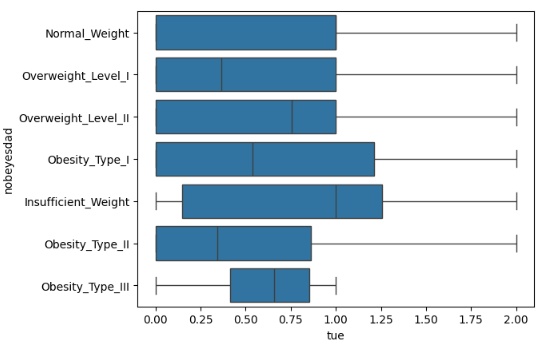 nobeyesdad
Normal_Weight
Overweight_Level_I
Overweight_Level_II
Obesity_Type_I
Insufficient_Weight
Obesity_Type_II
Obesity_Type_III
0.00 0.25 0.50 0.75 1.00 1.25 1.50 1.75 2.00
tue